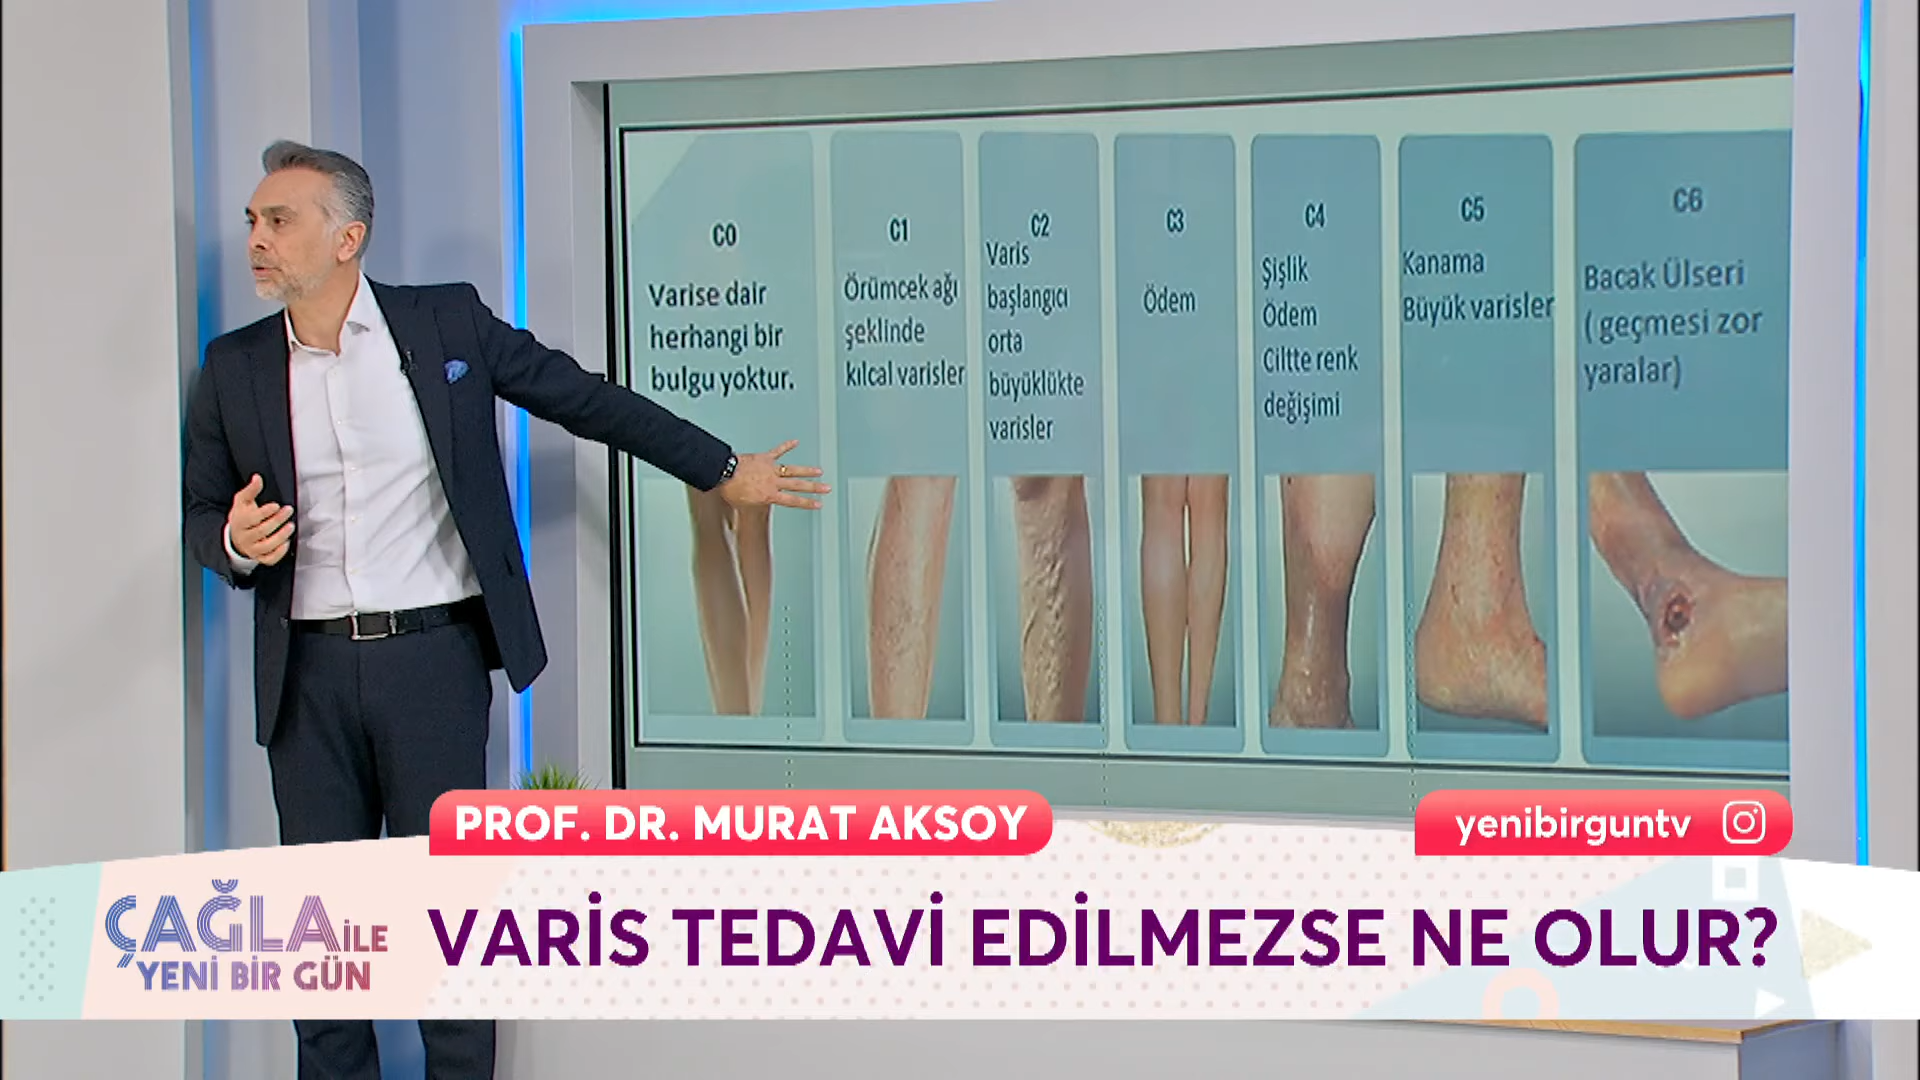 C0
Varise dair
herhangi bir
bulgu yoktur.
C1
Örümcek ağı
şeklinde
kılcal varisler
C2
Varis
başlangıcı
orta
büyüklükte
varisler
C3
Ödem
C4
Şişlik
Ödem
Ciltte renk
değişimi
C5
Kanama
Büyük varisler
C6
Bacak Ülseri
( geçmesi zor
yaralar)
PROF. DR. MURAT AKSOY
yenibirguntv
ÇAĞLA İLE
YENİ BİR GÜN
VARİS TEDAVİ EDİLMEZSE NE OLUR?